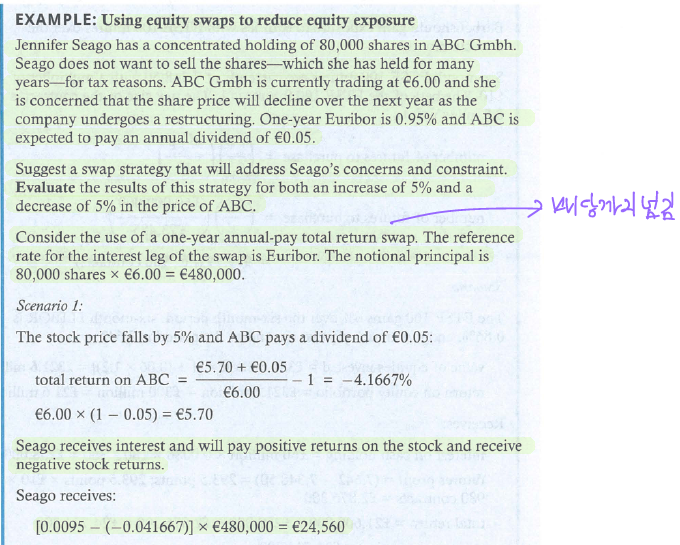 EXAMPLE: Using equity swaps to reduce equity exposure
Jennifer Seago has a concentrated holding of 80,000 shares in ABC Gmbh.
Seago does not want to sell the shares—which she has held for many
years—for tax reasons. ABC Gmbh is currently trading at €6.00 and she
is concerned that the share price will decline over the next year as the
company undergoes a restructuring. One-year Euribor is 0.95% and ABC is
expected to pay an annual dividend of €0.05.
Suggest a swap strategy that will address Seago's concerns and constraint.
Evaluate the results of this strategy for both an increase of 5% and a
decrease of 5% in the price of ABC.
배당까지 넘김
Consider the use of a one-year annual-pay total return swap. The reference
rate for the interest leg of the swap is Euribor. The notional principal is
80,000 shares × €6.00 = €480,000.
Scenario 1:
The stock price falls by 5% and ABC pays a dividend of €0.05:
total return on ABC = €5.70 + €0.05 / €6.00 − 1 = −4.1667%
€6.00 × (1 − 0.05) = €5.70
Seago receives interest and will pay positive returns on the stock and receive
negative stock returns.
Seago receives:
[0.0095 − (−0.041667)] × €480,000 = €24,560